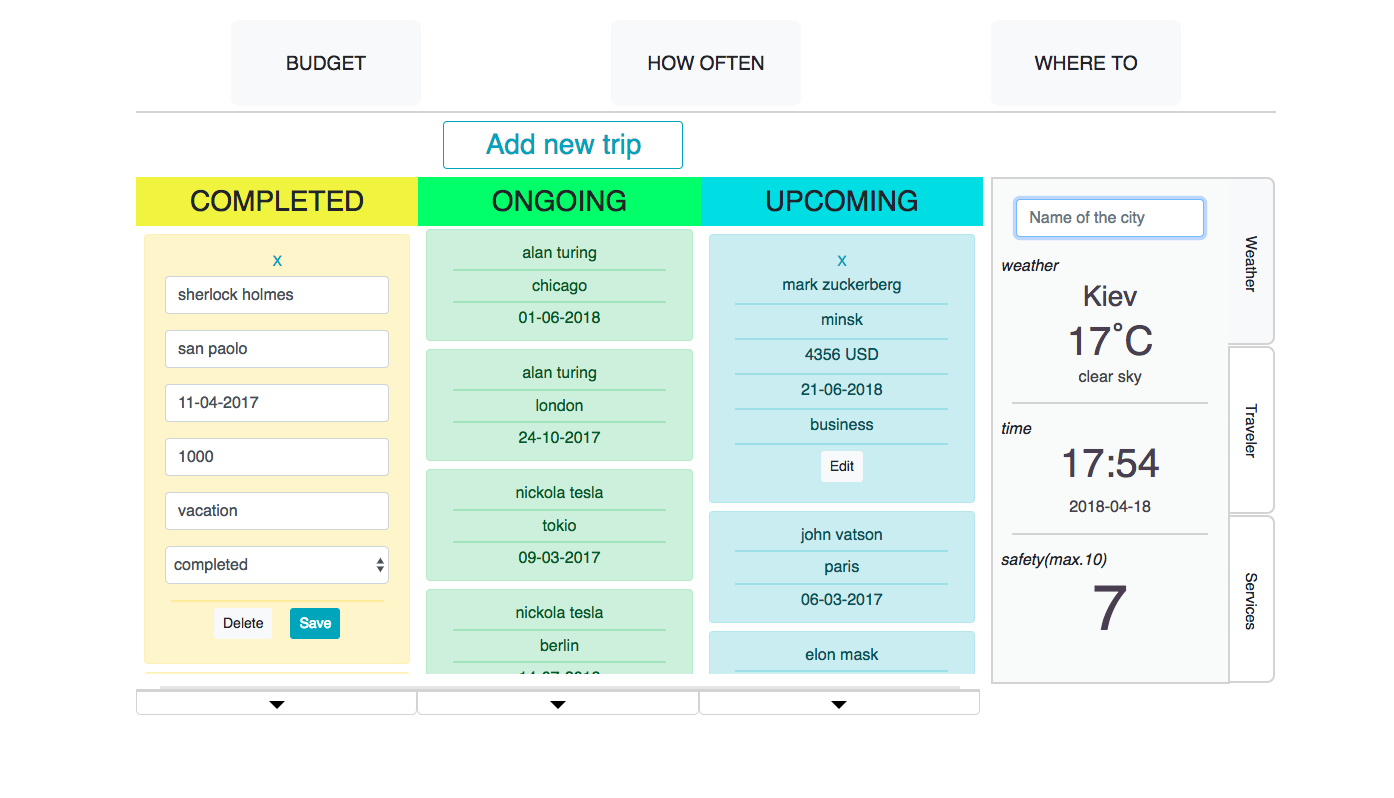 BUDGET
HOW OFTEN
WHERE TO
Add new trip
COMPLETED
x
sherlock holmes
san paolo
11-04-2017
1000
vacation
completed
Delete
Save
ONGOING
alan turing
chicago
01-06-2018
alan turing
london
24-10-2017
nickola tesla
tokio
09-03-2017
nickola tesla
berlin
UPCOMING
x
mark zuckerberg
minsk
4356 USD
21-06-2018
business
Edit
john vatson
paris
06-03-2017
elon mask
Name of the city
weather
Kiev
17°C
clear sky
time
17:54
2018-04-18
safety(max.10)
7
Weather
Traveler
Services